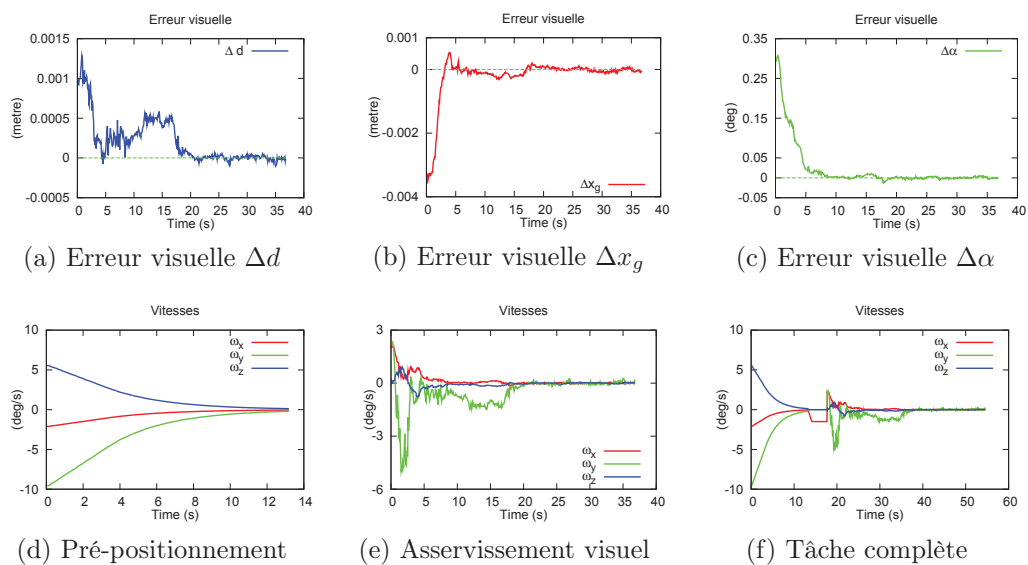 Erreur visuelle
Δ d
0.0015
0.001
0.0005
0
-0.0005
(metre)
0 5 10 15 20 25 30 35 40
Time (s)
(a) Erreur visuelle Δd
Erreur visuelle
0.001
0
-0.002
-0.004
(metre)
Δx_g
0 5 10 15 20 25 30 35 40
Time (s)
(b) Erreur visuelle Δx_g
Erreur visuelle
Δα
0.35
0.25
0.15
0.05
0
-0.05
(deg)
0 5 10 15 20 25 30 35 40
Time (s)
(c) Erreur visuelle Δα
Vitesses
ω_x
ω_y
ω_z
10
5
0
-5
-10
(deg/s)
0 2 4 6 8 10 12 14
Time (s)
(d) Pré-positionnement
Vitesses
3
0
-3
-6
(deg/s)
ω_x
ω_y
ω_z
0 5 10 15 20 25 30 35 40
Time (s)
(e) Asservissement visuel
Vitesses
ω_x
ω_y
ω_z
10
5
0
-5
-10
(deg/s)
0 10 20 30 40 50 60
Time (s)
(f) Tâche complète